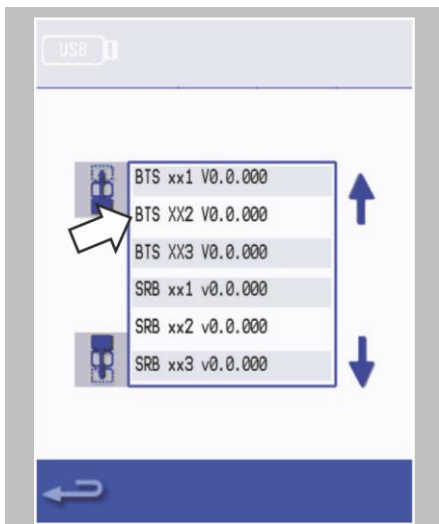 USB
BTS xx1 V0.0.000
BTS XX2 V0.0.000
BTS XX3 V0.0.000
SRB xx1 v0.0.000
SRB xx2 v0.0.000
SRB xx3 v0.0.000